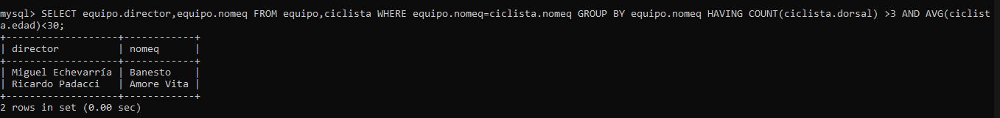 mysql> SELECT equipo.director,equipo.nomeq FROM equipo,ciclista WHERE equipo.nomeq=ciclista.nomeq GROUP BY equipo.nomeq HAVING COUNT(ciclista.dorsal) >3 AND AVG(ciclist
a.edad)<30;
+-------------------+------------+
| director          | nomeq      |
+-------------------+------------+
| Miguel Echevarría | Banesto    |
| Ricardo Padacci   | Amore Vita |
+-------------------+------------+
2 rows in set (0.00 sec)